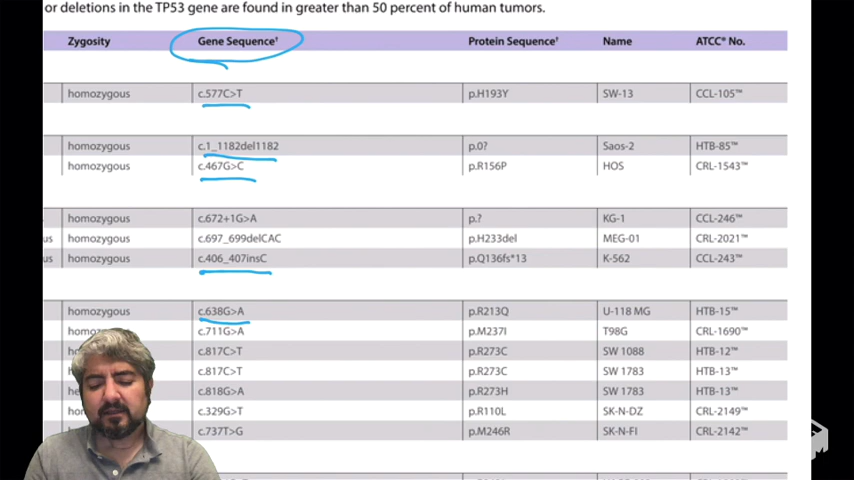 or deletions in the TP53 gene are found in greater than 50 percent of human tumors.
Zygosity Gene Sequence† Protein Sequence† Name ATCC® No.
homozygous c.577C>T p.H193Y SW-13 CCL-105™
homozygous c.1_1182del1182 p.0? Saos-2 HTB-85™
homozygous c.467G>C p.R156P HOS CRL-1543™
homozygous c.672+1G>A p.? KG-1 CCL-246™
us homozygous c.697_699delCAC p.H233del MEG-01 CRL-2021™
us homozygous c.406_407insC p.Q136fs*13 K-562 CCL-243™
homozygous c.638G>A p.R213Q U-118 MG HTB-15™
c.711G>A p.M237I T98G CRL-1690™
c.817C>T p.R273C SW 1088 HTB-12™
c.817C>T p.R273C SW 1783 HTB-13™
c.818G>A p.R273H SW 1783 HTB-13™
c.329G>T p.R110L SK-N-DZ CRL-2149™
c.737T>G p.M246R SK-N-FI CRL-2142™